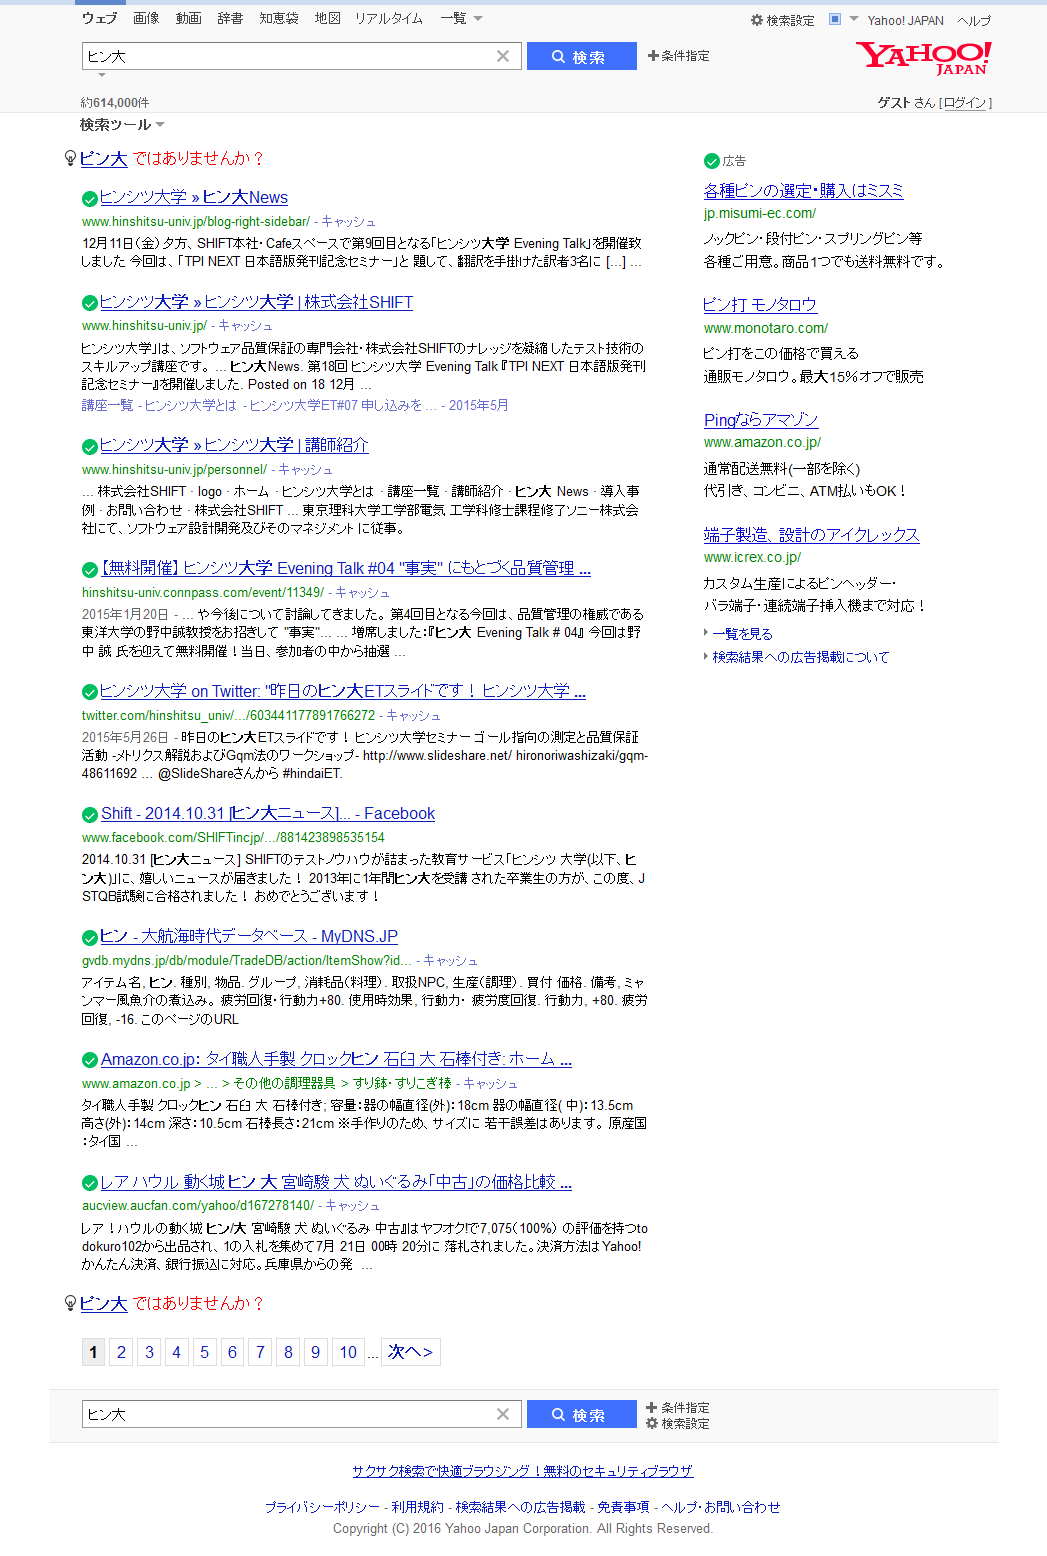 ウェブ 画像 動画 辞書 知恵袋 地図 リアルタイム 一覧
検索設定 Yahoo! JAPAN ヘルプ
ヒン大 検索 条件指定
YAHOO! JAPAN
約614,000件
ゲストさん [ログイン]
検索ツール
ピン大 ではありませんか？
ヒンシツ大学 » ヒン大News
www.hinshitsu-univ.jp/blog-right-sidebar/ - キャッシュ
12月11日（金）夕方、SHIFT本社・Cafeスペースで第9回目となる「ヒンシツ大学 Evening Talk」を開催致
しました 今回は、「TPI NEXT 日本語版発刊記念セミナー」と 題して、翻訳を手掛けた訳者3名に [...] ...
ヒンシツ大学 » ヒンシツ大学 | 株式会社SHIFT
www.hinshitsu-univ.jp/ - キャッシュ
ヒンシツ大学」は、ソフトウェア品質保証の専門会社・株式会社SHIFTのナレッジを凝縮したテスト技術の
スキルアップ講座です。 ... ヒン大News. 第18回 ヒンシツ大学 Evening Talk 『TPI NEXT 日本語版発刊
記念セミナー』を開催しました. Posted on 18 12月 ...
講座一覧 - ヒンシツ大学とは - ヒンシツ大学ET#07 申し込みを ... - 2015年5月
ヒンシツ大学 » ヒンシツ大学 | 講師紹介
www.hinshitsu-univ.jp/personnel/ - キャッシュ
... 株式会社SHIFT · logo · ホーム · ヒンシツ大学とは · 講座一覧 · 講師紹介 · ヒン大 News · 導入事
例 · お問い合わせ · 株式会社SHIFT ... 東京理科大学工学部電気 工学科修士課程修了ソニー株式会
社にて、ソフトウェア設計開発及びそのマネジメント に従事。
【無料開催】ヒンシツ大学 Evening Talk #04 "事実" にもとづく品質管理 ...
hinshitsu-univ.connpass.com/event/11349/ - キャッシュ
2015年1月20日 - ... や今後について討論してきました。 第4回目となる今回は、品質管理の権威である
東洋大学の野中誠教授をお招きして "事実"... ... 増席しました：『ヒン大 Evening Talk # 04』 今回は野
中 誠 氏を迎えて無料開催！当日、参加者の中から抽選 ...
ヒンシツ大学 on Twitter: "昨日のヒン大ETスライドです！ ヒンシツ大学 ...
twitter.com/hinshitsu_univ/.../603441177891766272 - キャッシュ
2015年5月26日 - 昨日のヒン大ETスライドです！ ヒンシツ大学セミナー ゴール指向の測定と品質保証
活動 -メトリクス解説およびGqm法のワークショップ- http://www.slideshare.net/ hironoriwashizaki/gqm-
48611692 ... @SlideShareさんから #hindaiET.
Shift - 2014.10.31 [ヒン大ニュース]... - Facebook
www.facebook.com/SHIFTincjp/.../881423898535154
2014.10.31 [ヒン大ニュース] SHIFTのテストノウハウが詰まった教育サービス「ヒンシツ 大学(以下、ヒ
ン大)」に、嬉しいニュースが届きました！ 2013年に1年間ヒン大を受講 された卒業生の方が、この度、J
STQB試験に合格されました！ おめでとうございます！
ヒン - 大航海時代データベース - MyDNS.JP
gvdb.mydns.jp/db/module/TradeDB/action/ItemShow?id... - キャッシュ
アイテム名, ヒン. 種別, 物品. グループ, 消耗品（料理）. 取扱NPC, 生産（調理）. 買付 価格. 備考, ミャ
ンマー風魚介の煮込み。 疲労回復・行動力+80. 使用時効果, 行動力・ 疲労度回復. 行動力, +80. 疲労
回復, -16. このページのURL
Amazon.co.jp： タイ職人手製 クロックヒン 石臼 大 石棒付き: ホーム ...
www.amazon.co.jp > ... > その他の調理器具 > すり鉢・すりこぎ棒 - キャッシュ
タイ職人手製 クロックヒン 石臼 大 石棒付き; 容量：器の幅直径(外)：18cm 器の幅直径( 中)：13.5cm
高さ(外)：14cm 深さ：10.5cm 石棒長さ：21cm ※手作りのため、サイズに 若干誤差はあります。 原産国
：タイ国 ...
レア ハウル 動く城 ヒン 大 宮崎駿 犬 ぬいぐるみ「中古」の価格比較 ...
aucview.aucfan.com/yahoo/d167278140/ - キャッシュ
レア！ハウルの動く城 ヒン/大 宮崎駿 犬 ぬいぐるみ 中古』はヤフオク!で7,075（100%） の評価を持つto
dokuro102から出品され、1の入札を集めて7月 21日 00時 20分に 落札されました。決済方法はYahoo!
かんたん決済、銀行振込に対応。兵庫県からの発 ...
ピン大 ではありませんか？
1 2 3 4 5 6 7 8 9 10 ... 次へ>
広告
各種ピンの選定・購入はミスミ
jp.misumi-ec.com/
ノックピン・段付ピン・スプリングピン等
各種ご用意。商品1つでも送料無料です。
ピン打 モノタロウ
www.monotaro.com/
ピン打をこの価格で買える
通販モノタロウ。最大15％オフで販売
Pingならアマゾン
www.amazon.co.jp/
通常配送無料(一部を除く)
代引き、コンビニ、ATM払いもOK！
端子製造、設計のアイクレックス
www.icrex.co.jp/
カスタム生産によるピンヘッダー・
バラ端子・連続端子挿入機まで対応！
一覧を見る
検索結果への広告掲載について
ヒン大 検索 条件指定
検索設定
サクサク検索で快適ブラウジング！無料のセキュリティブラウザ
プライバシーポリシー - 利用規約 - 検索結果への広告掲載 - 免責事項 - ヘルプ・お問い合わせ
Copyright (C) 2016 Yahoo Japan Corporation. All Rights Reserved.